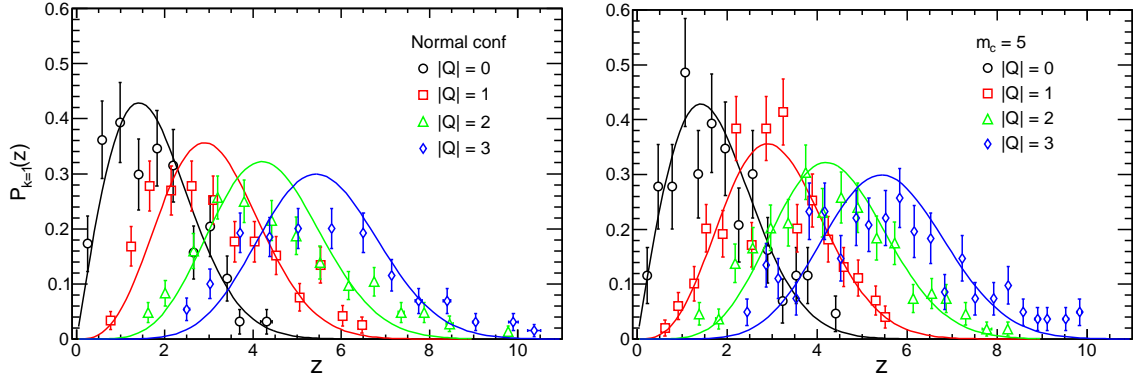 Normal conf
|Q| = 0
|Q| = 1
|Q| = 2
|Q| = 3
P_{k=1}(z)
0.6
0.5
0.4
0.3
0.2
0.1
0
0 2 4 6 8 10
z
m_c = 5
|Q| = 0
|Q| = 1
|Q| = 2
|Q| = 3
0.6
0.5
0.4
0.3
0.2
0.1
0
0 2 4 6 8 10
z